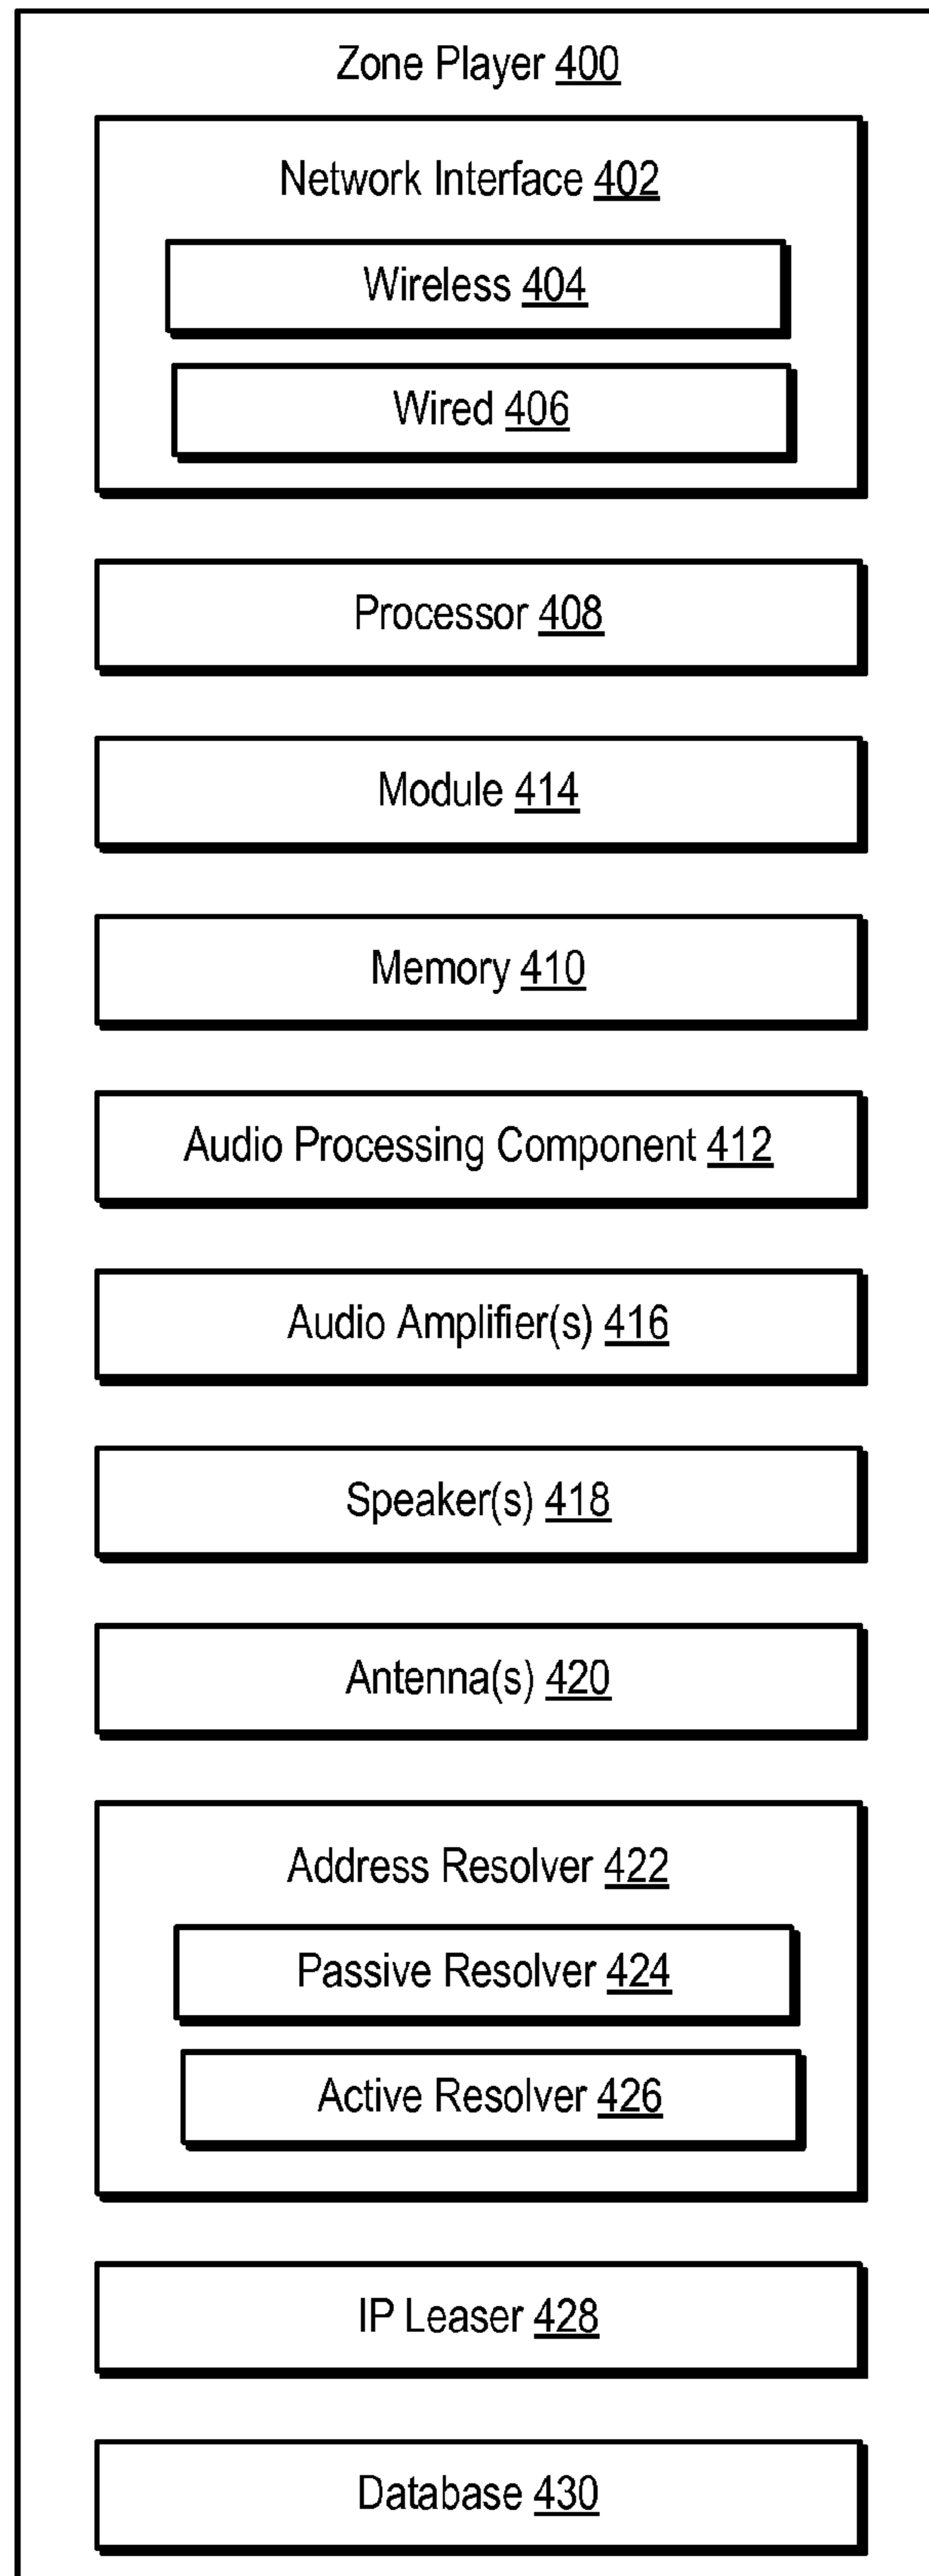 Zone Player 400
Network Interface 402
Wireless 404
Wired 406
Processor 408
Module 414
Memory 410
Audio Processing Component 412
Audio Amplifier(s) 416
Speaker(s) 418
Antenna(s) 420
Address Resolver 422
Passive Resolver 424
Active Resolver 426
IP Leaser 428
Database 430